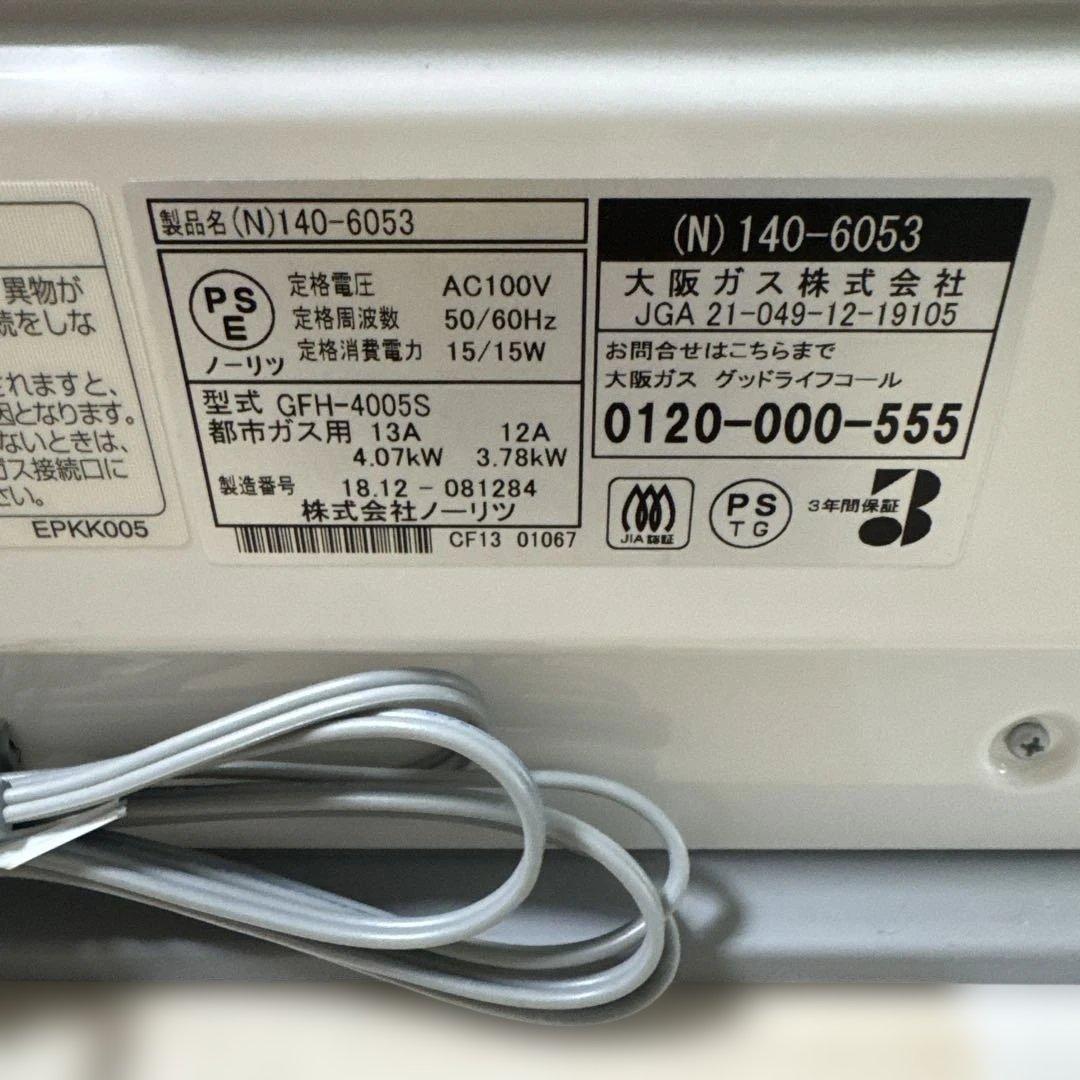 異物が
続をしな
されますと、
因となります。
ないときは、
ガス接続口に
さい。
EPKK005
製品名(N)140-6053
PS
E
ノーリツ
定格電圧 AC100V
定格周波数 50/60Hz
定格消費電力 15/15W
型式 GFH-4005S
都市ガス用 13A 12A
4.07kW 3.78kW
製造番号 18.12-081284
株式会社ノーリツ
CF13 01067
(N)140-6053
大阪ガス株式会社
JGA 21-049-12-19105
お問合せはこちらまで
大阪ガス グッドライフコール
0120-000-555
JIA認証
PS
TG
3年間保証
3